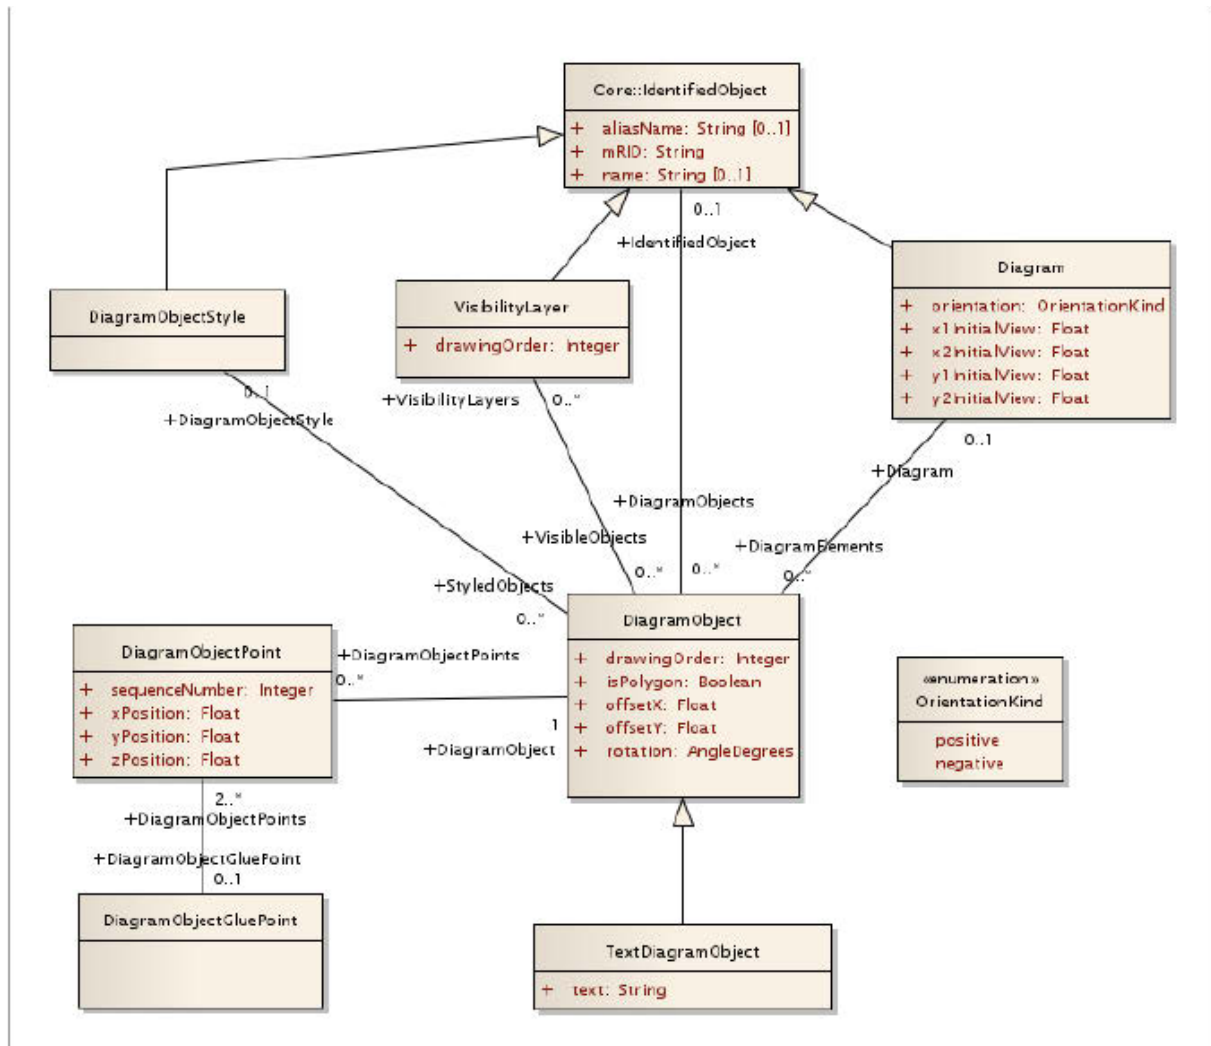 Core::IdentifiedObject
+ aliasName: String [0..1]
+ mRID: String
+ name: String [0..1]
0..1
+IdentifiedObject
Diagram
+ orientation: OrientationKind
+ x1InitialView: Float
+ x2InitialView: Float
+ y1InitialView: Float
+ y2InitialView: Float
DiagramObjectStyle
VisibilityLayer
+ drawingOrder: Integer
0..1
+DiagramObjectStyle
+VisibilityLayers
0..*
0..1
+Diagram
+DiagramObjects
+VisibleObjects
+DiagramElements
0..*
0..*
0..*
+StyledObjects
0..*
DiagramObject
+ drawingOrder: Integer
+ isPolygon: Boolean
+ offsetX: Float
+ offsetY: Float
+ rotation: AngleDegrees
DiagramObjectPoint
+ sequenceNumber: Integer
+ xPosition: Float
+ yPosition: Float
+ zPosition: Float
+DiagramObjectPoints
0..*
1
+DiagramObject
«enumeration»
OrientationKind
positive
negative
2..*
+DiagramObjectPoints
+DiagramObjectGluePoint
0..1
DiagramObjectGluePoint
TextDiagramObject
+ text: String